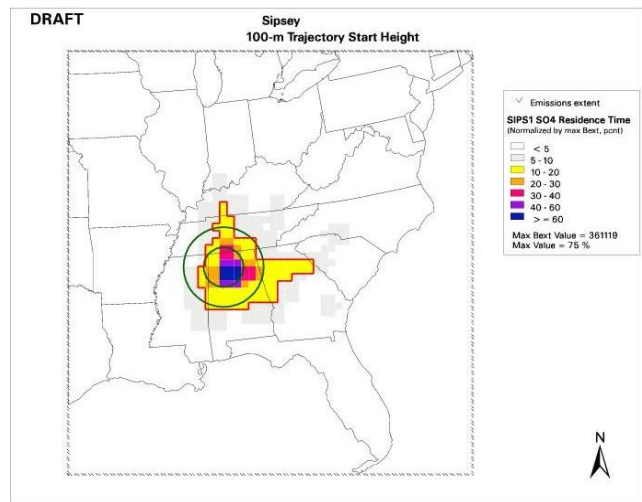 DRAFT
Sipsey
100-m Trajectory Start Height
Emissions extent
SIPS1 SO4 Residence Time
(Normalized by max Bext, pcnt)
< 5
5 - 10
10 - 20
20 - 30
30 - 40
40 - 60
> = 60
Max Bext Value = 361119
Max Value = 75 %
N